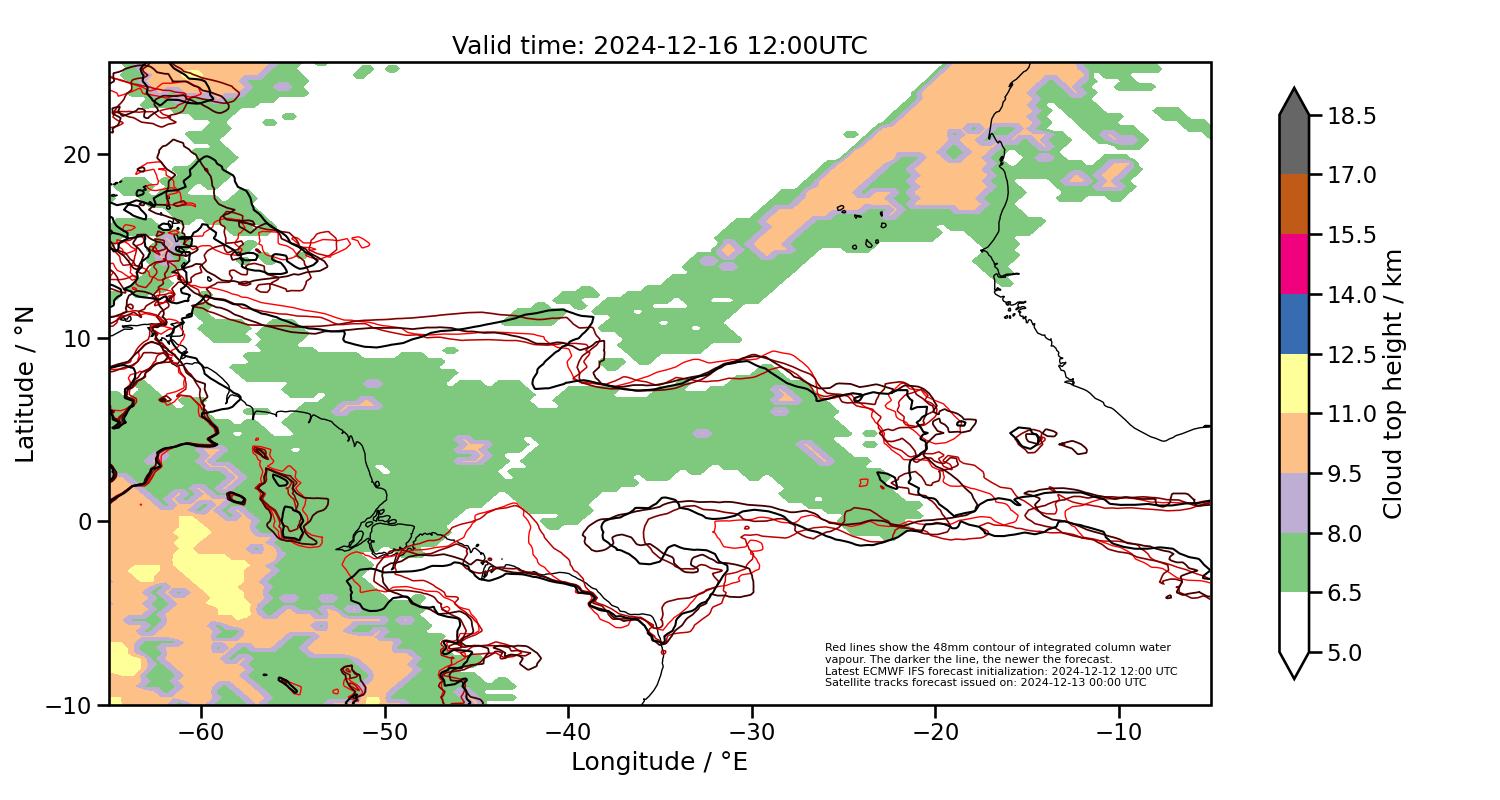 Valid time: 2024-12-16 12:00UTC
20
10
0
−10
Latitude / °N
−60
−50
−40
−30
−20
−10
Longitude / °E
Red lines show the 48mm contour of integrated column water
vapour. The darker the line, the newer the forecast.
Latest ECMWF IFS forecast initialization: 2024-12-12 12:00 UTC
Satellite tracks forecast issued on: 2024-12-13 00:00 UTC
18.5
17.0
15.5
14.0
12.5
11.0
9.5
8.0
6.5
5.0
Cloud top height / km